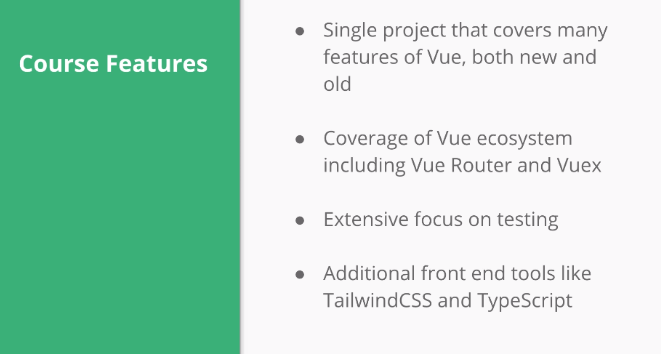 Course Features
● Single project that covers many
features of Vue, both new and
old
● Coverage of Vue ecosystem
including Vue Router and Vuex
● Extensive focus on testing
● Additional front end tools like
TailwindCSS and TypeScript